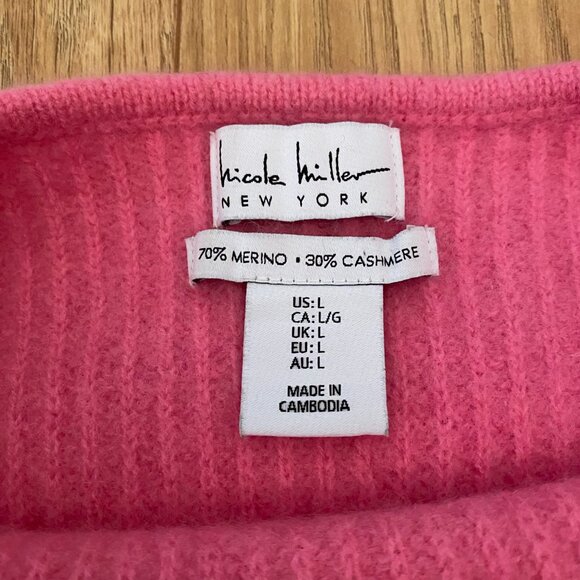 Nicole Miller
NEW YORK
70% MERINO • 30% CASHMERE
US: L
CA: L/G
UK: L
EU: L
AU: L
MADE IN
CAMBODIA